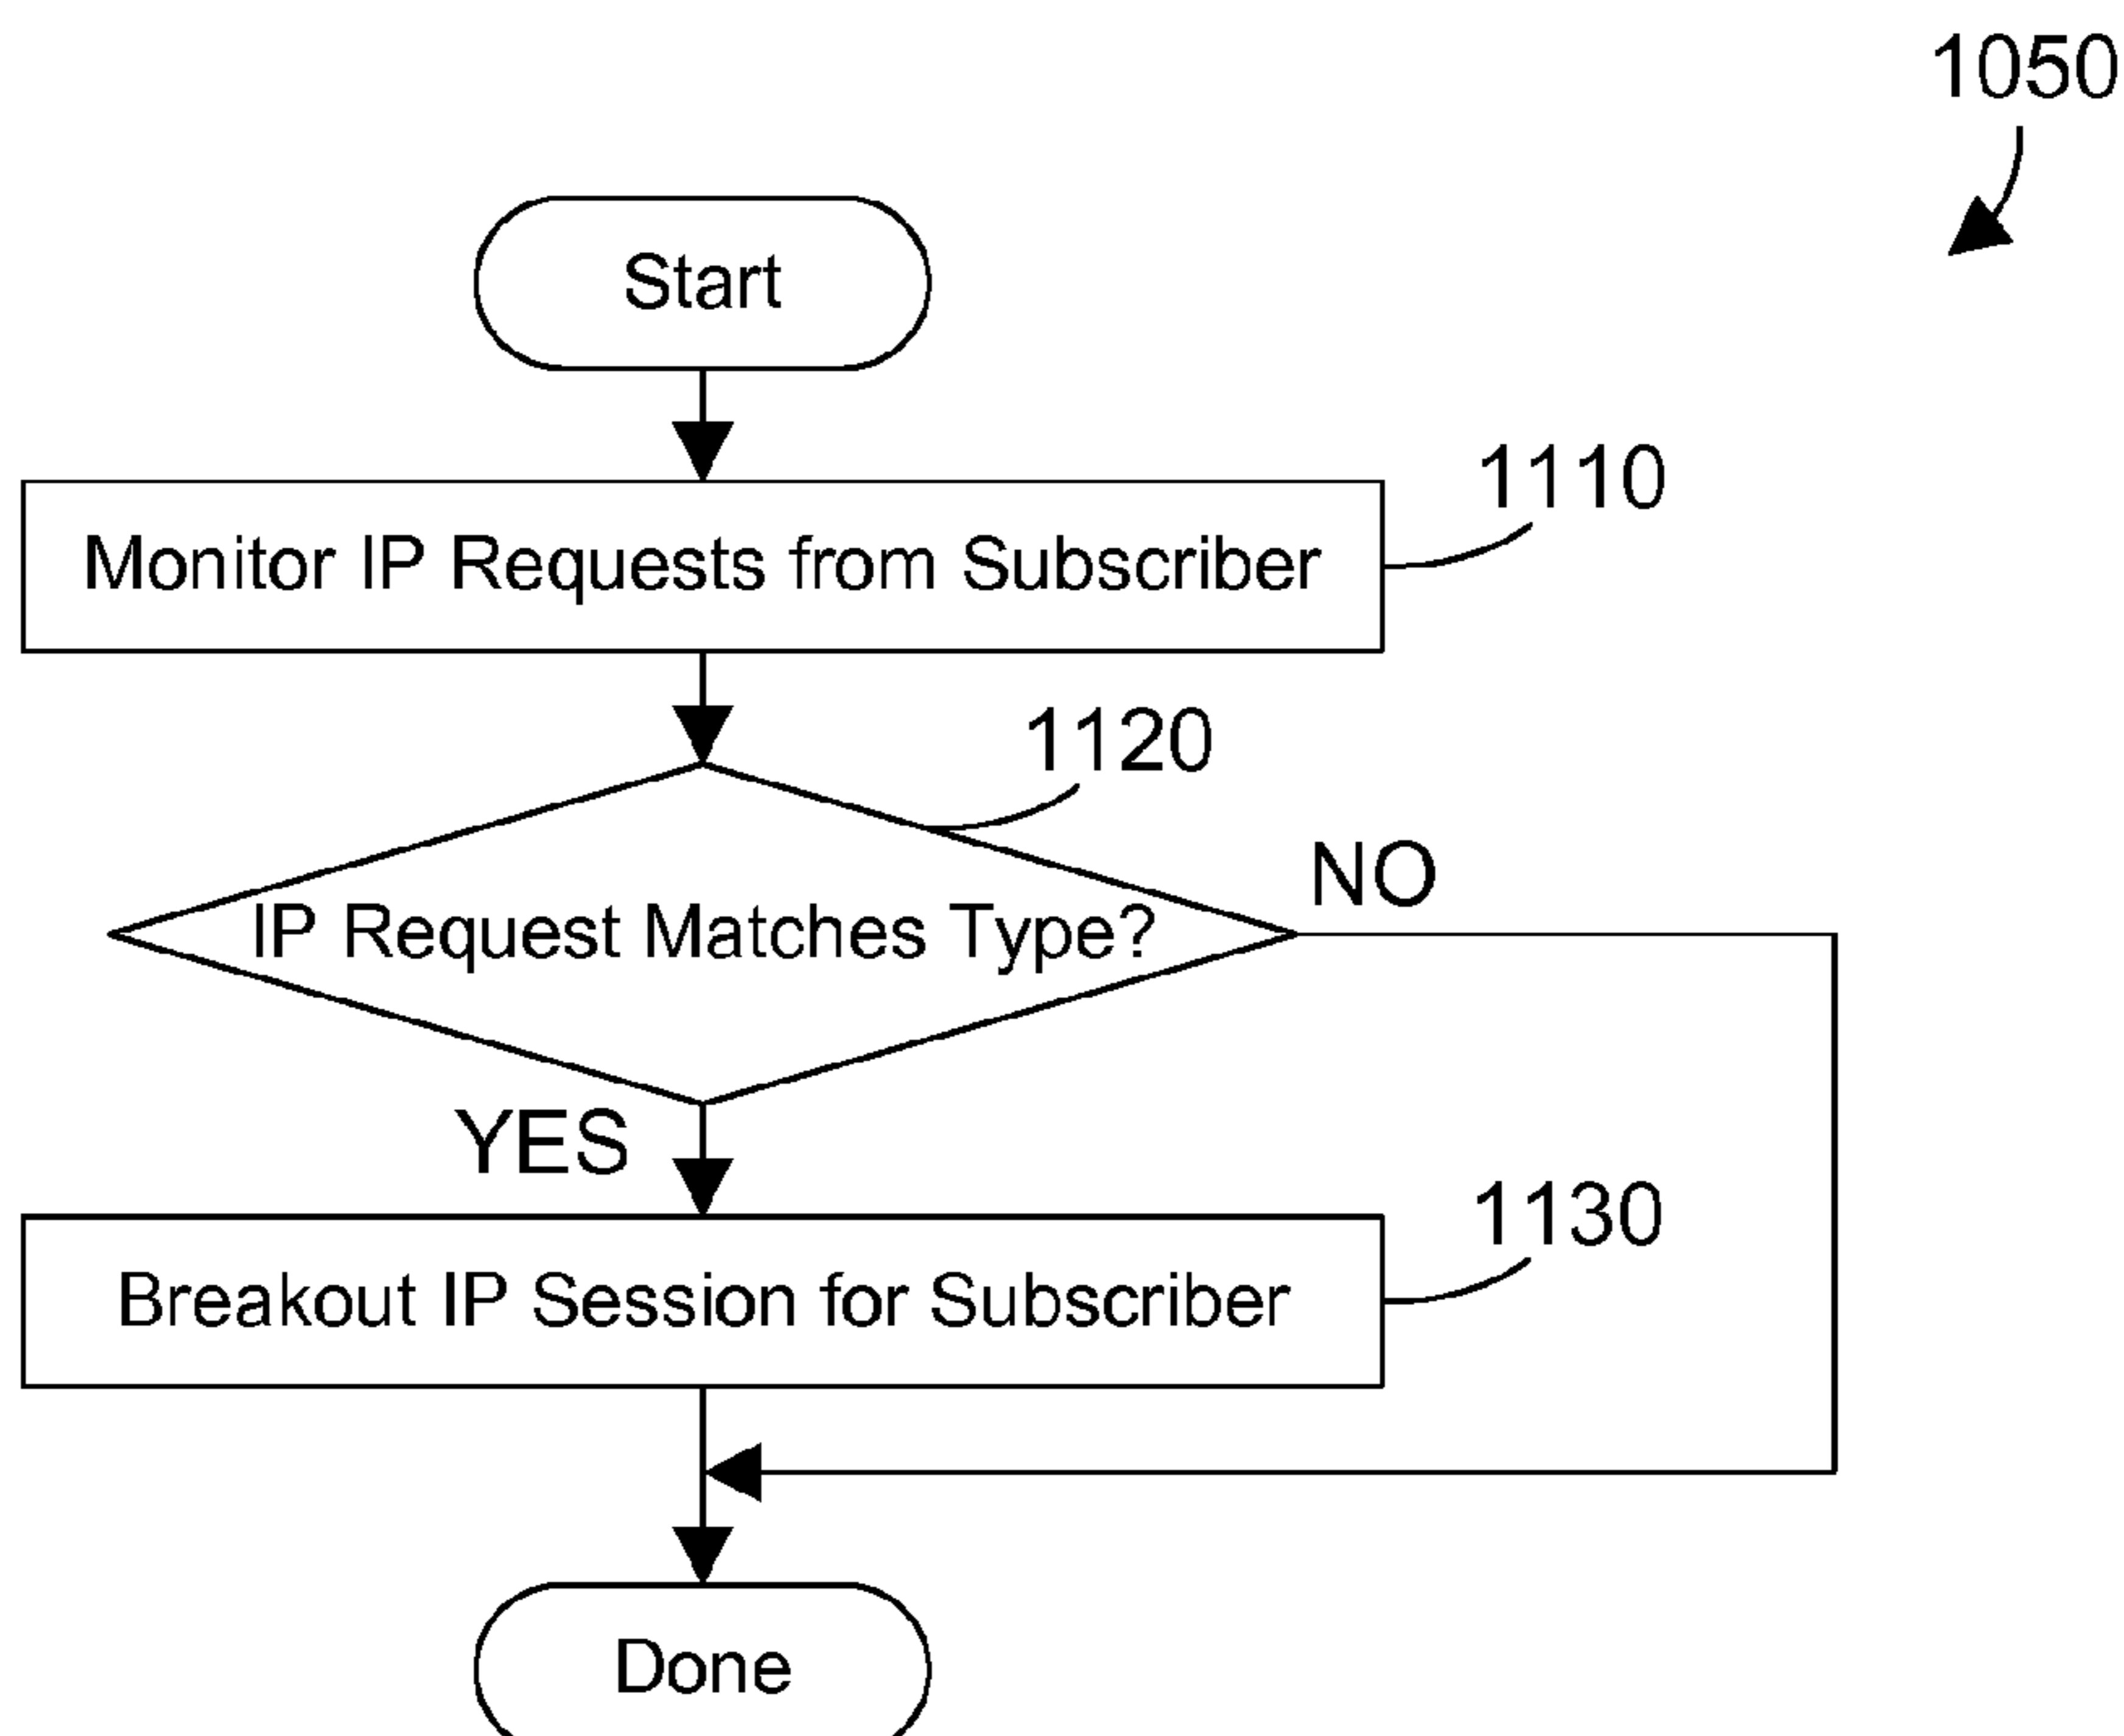 1050
Start
1110
Monitor IP Requests from Subscriber
1120
NO
IP Request Matches Type?
YES
1130
Breakout IP Session for Subscriber
Done